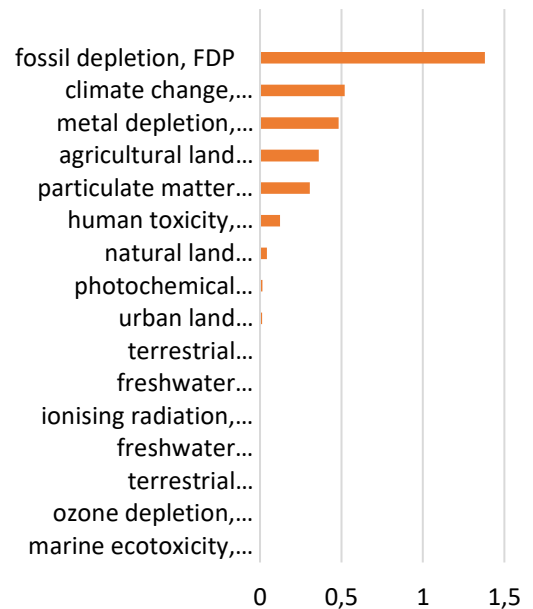 fossil depletion, FDP
climate change,...
metal depletion,...
agricultural land...
particulate matter...
human toxicity,...
natural land...
photochemical...
urban land...
terrestrial...
freshwater...
ionising radiation,...
freshwater...
terrestrial...
ozone depletion,...
marine ecotoxicity,...
0 0,5 1 1,5